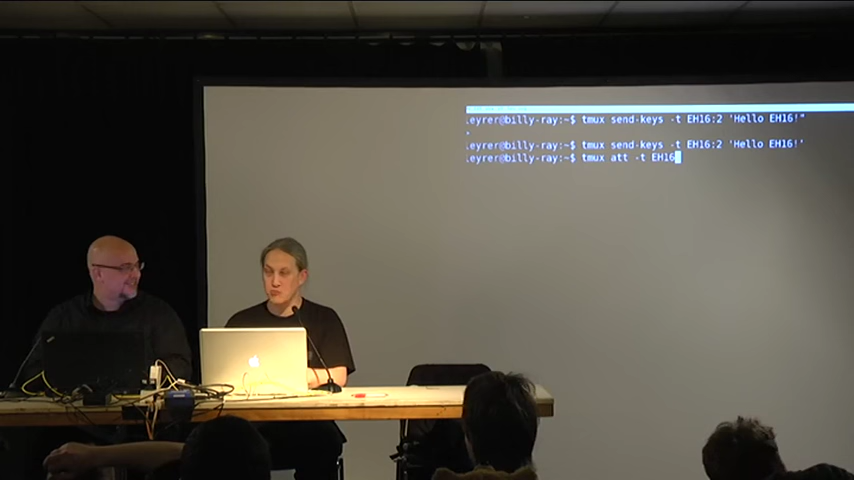 .eyrer@billy-ray:~$ tmux send-keys -t EH16:2 'Hello EH16!"
.eyrer@billy-ray:~$ tmux send-keys -t EH16:2 'Hello EH16!'
.eyrer@billy-ray:~$ tmux att -t EH16